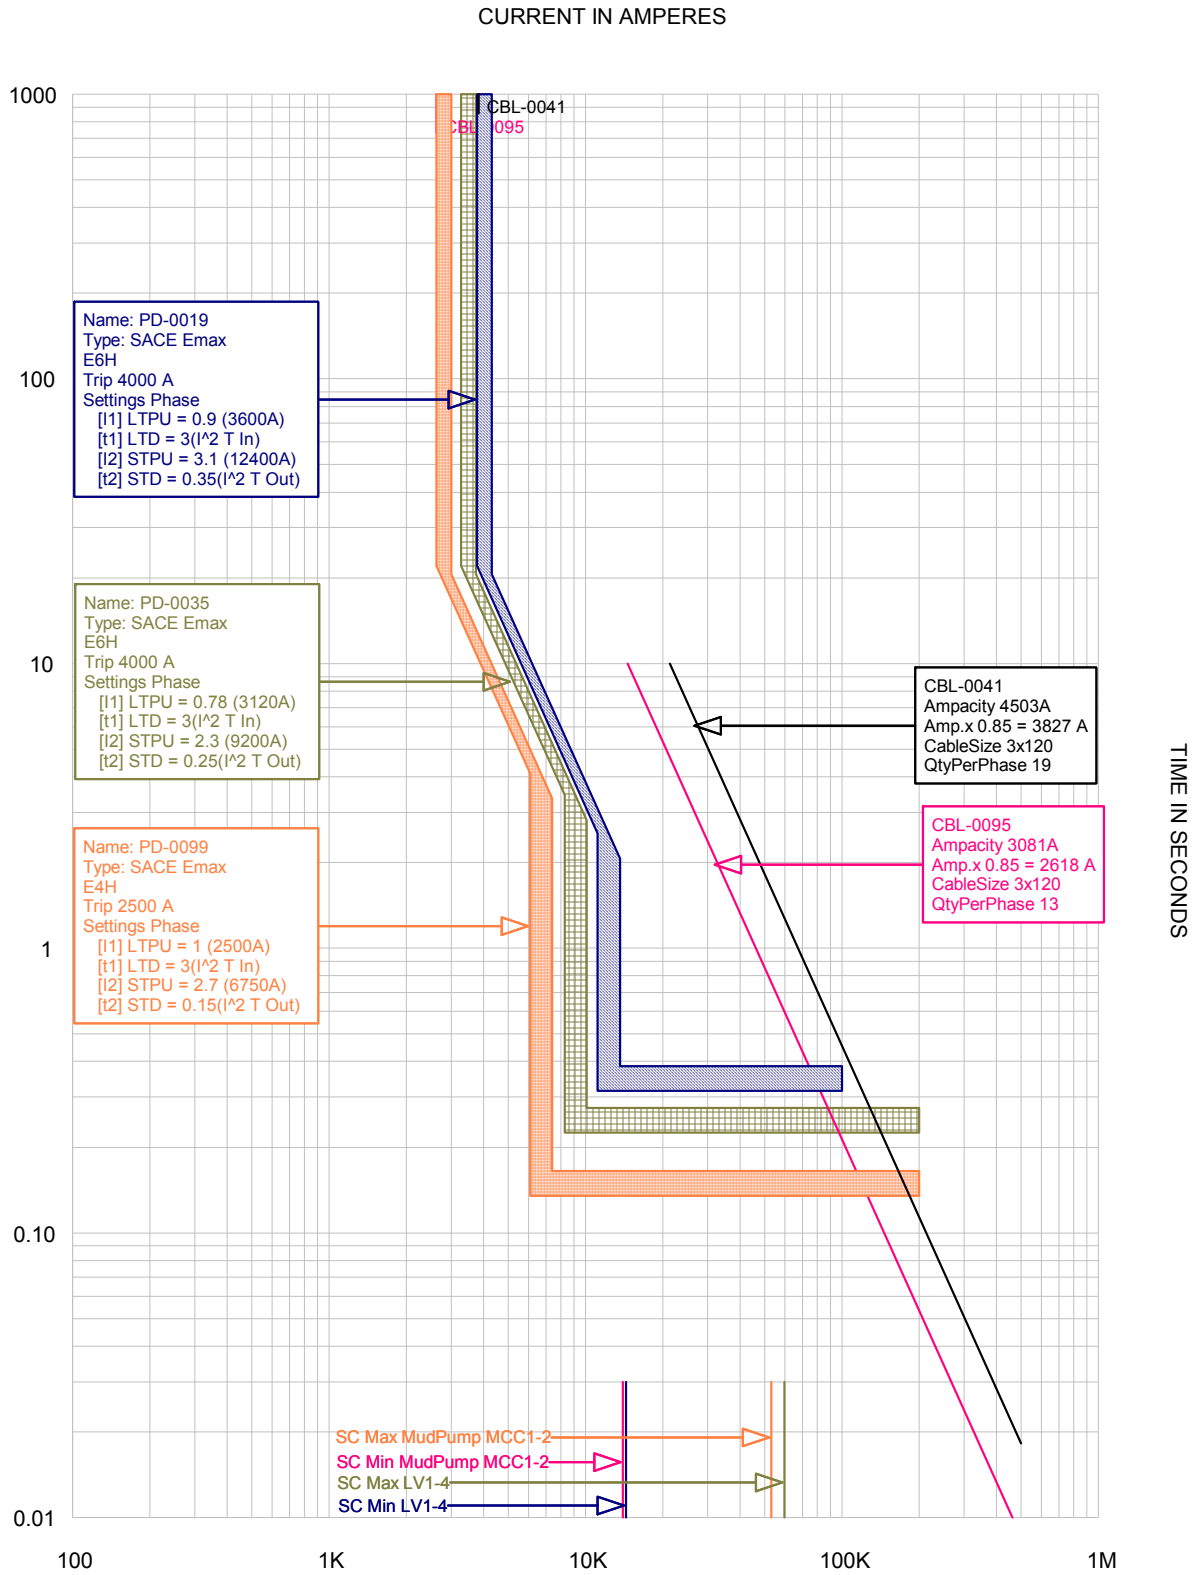 CURRENT IN AMPERES
1000
CBL-0041
CBL-0095
Name: PD-0019
Type: SACE Emax
E6H
Trip 4000 A
Settings Phase
[I1] LTPU = 0.9 (3600A)
[t1] LTD = 3(I^2 T In)
[I2] STPU = 3.1 (12400A)
[t2] STD = 0.35(I^2 T Out)
100
Name: PD-0035
Type: SACE Emax
E6H
Trip 4000 A
Settings Phase
[I1] LTPU = 0.78 (3120A)
[t1] LTD = 3(I^2 T In)
[I2] STPU = 2.3 (9200A)
[t2] STD = 0.25(I^2 T Out)
10
CBL-0041
Ampacity 4503A
Amp.x 0.85 = 3827 A
CableSize 3x120
QtyPerPhase 19
TIME IN SECONDS
CBL-0095
Ampacity 3081A
Amp.x 0.85 = 2618 A
CableSize 3x120
QtyPerPhase 13
Name: PD-0099
Type: SACE Emax
E4H
Trip 2500 A
Settings Phase
[I1] LTPU = 1 (2500A)
[t1] LTD = 3(I^2 T In)
[I2] STPU = 2.7 (6750A)
[t2] STD = 0.15(I^2 T Out)
1
0.10
SC Max MudPump MCC1-2
SC Min MudPump MCC1-2
SC Max LV1-4
SC Min LV1-4
0.01
100 1K 10K 100K 1M